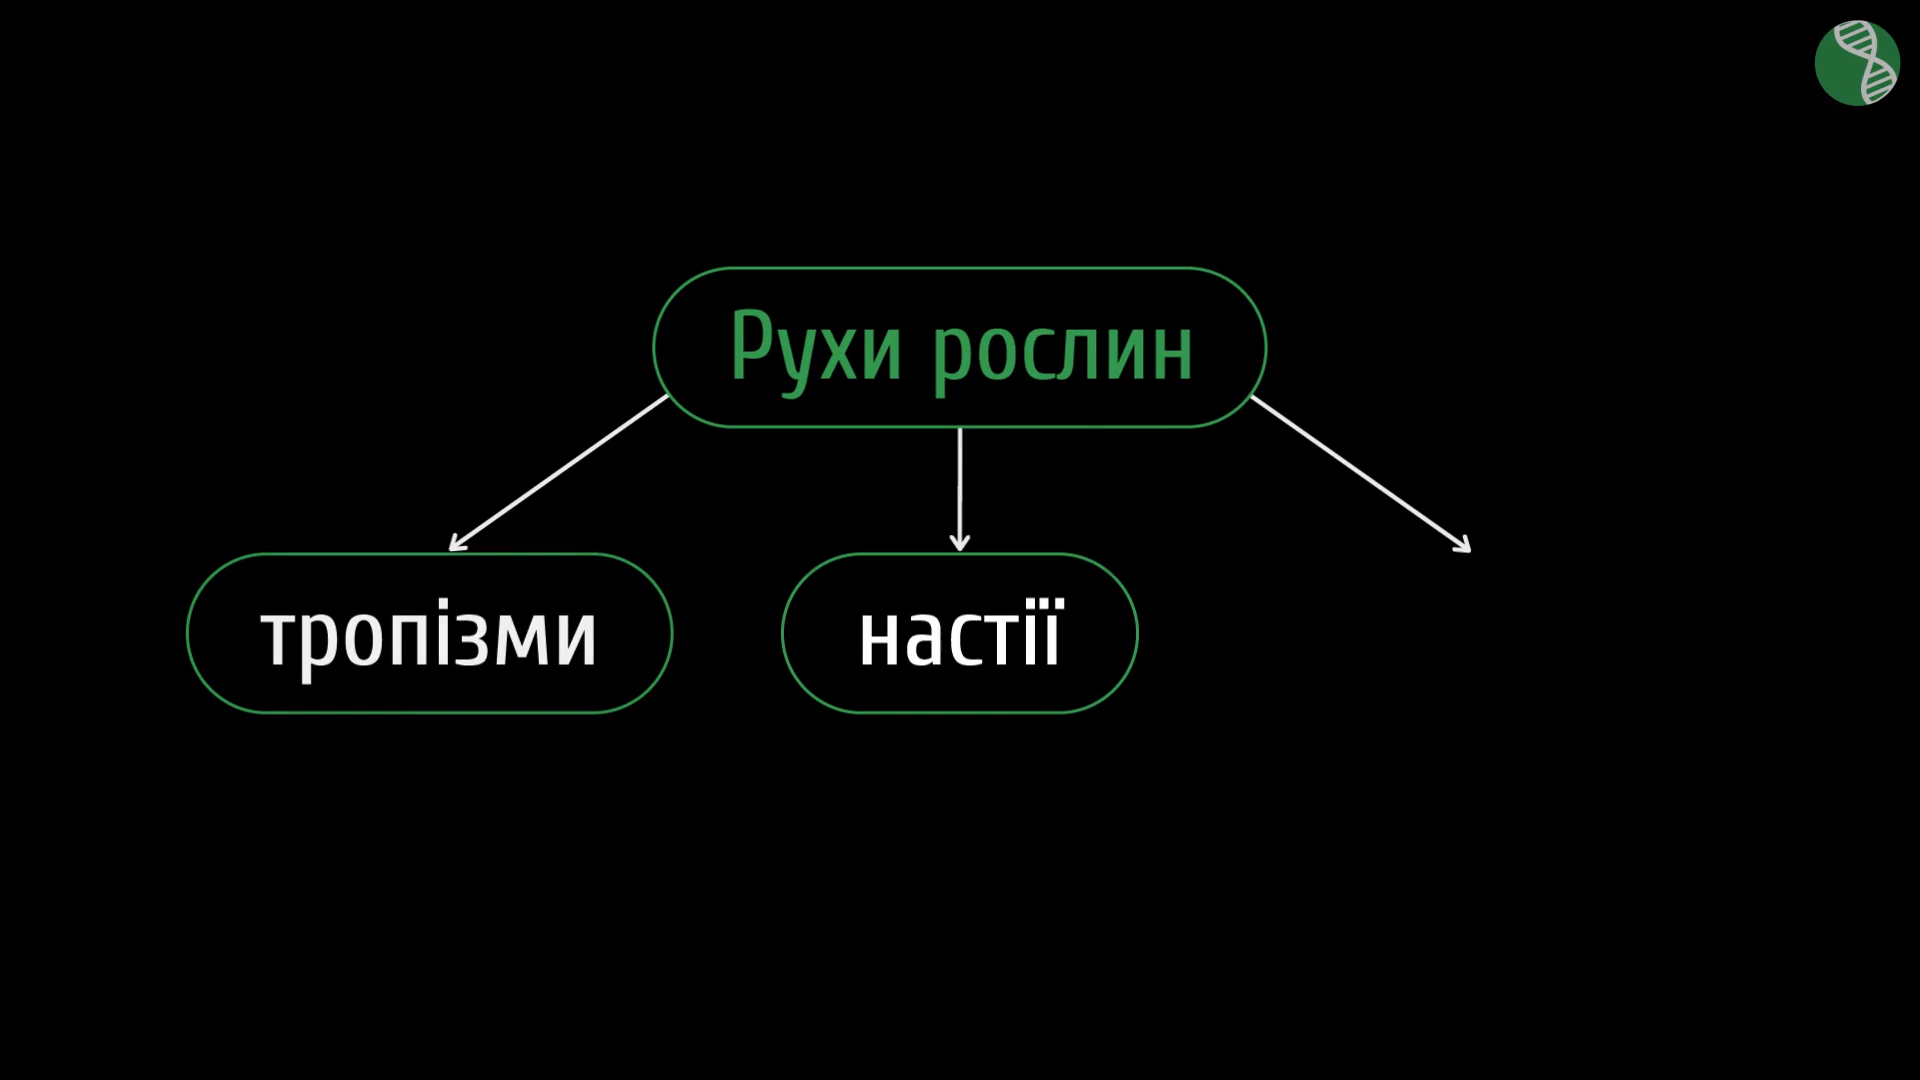 Рухи рослин
тропізми
настії